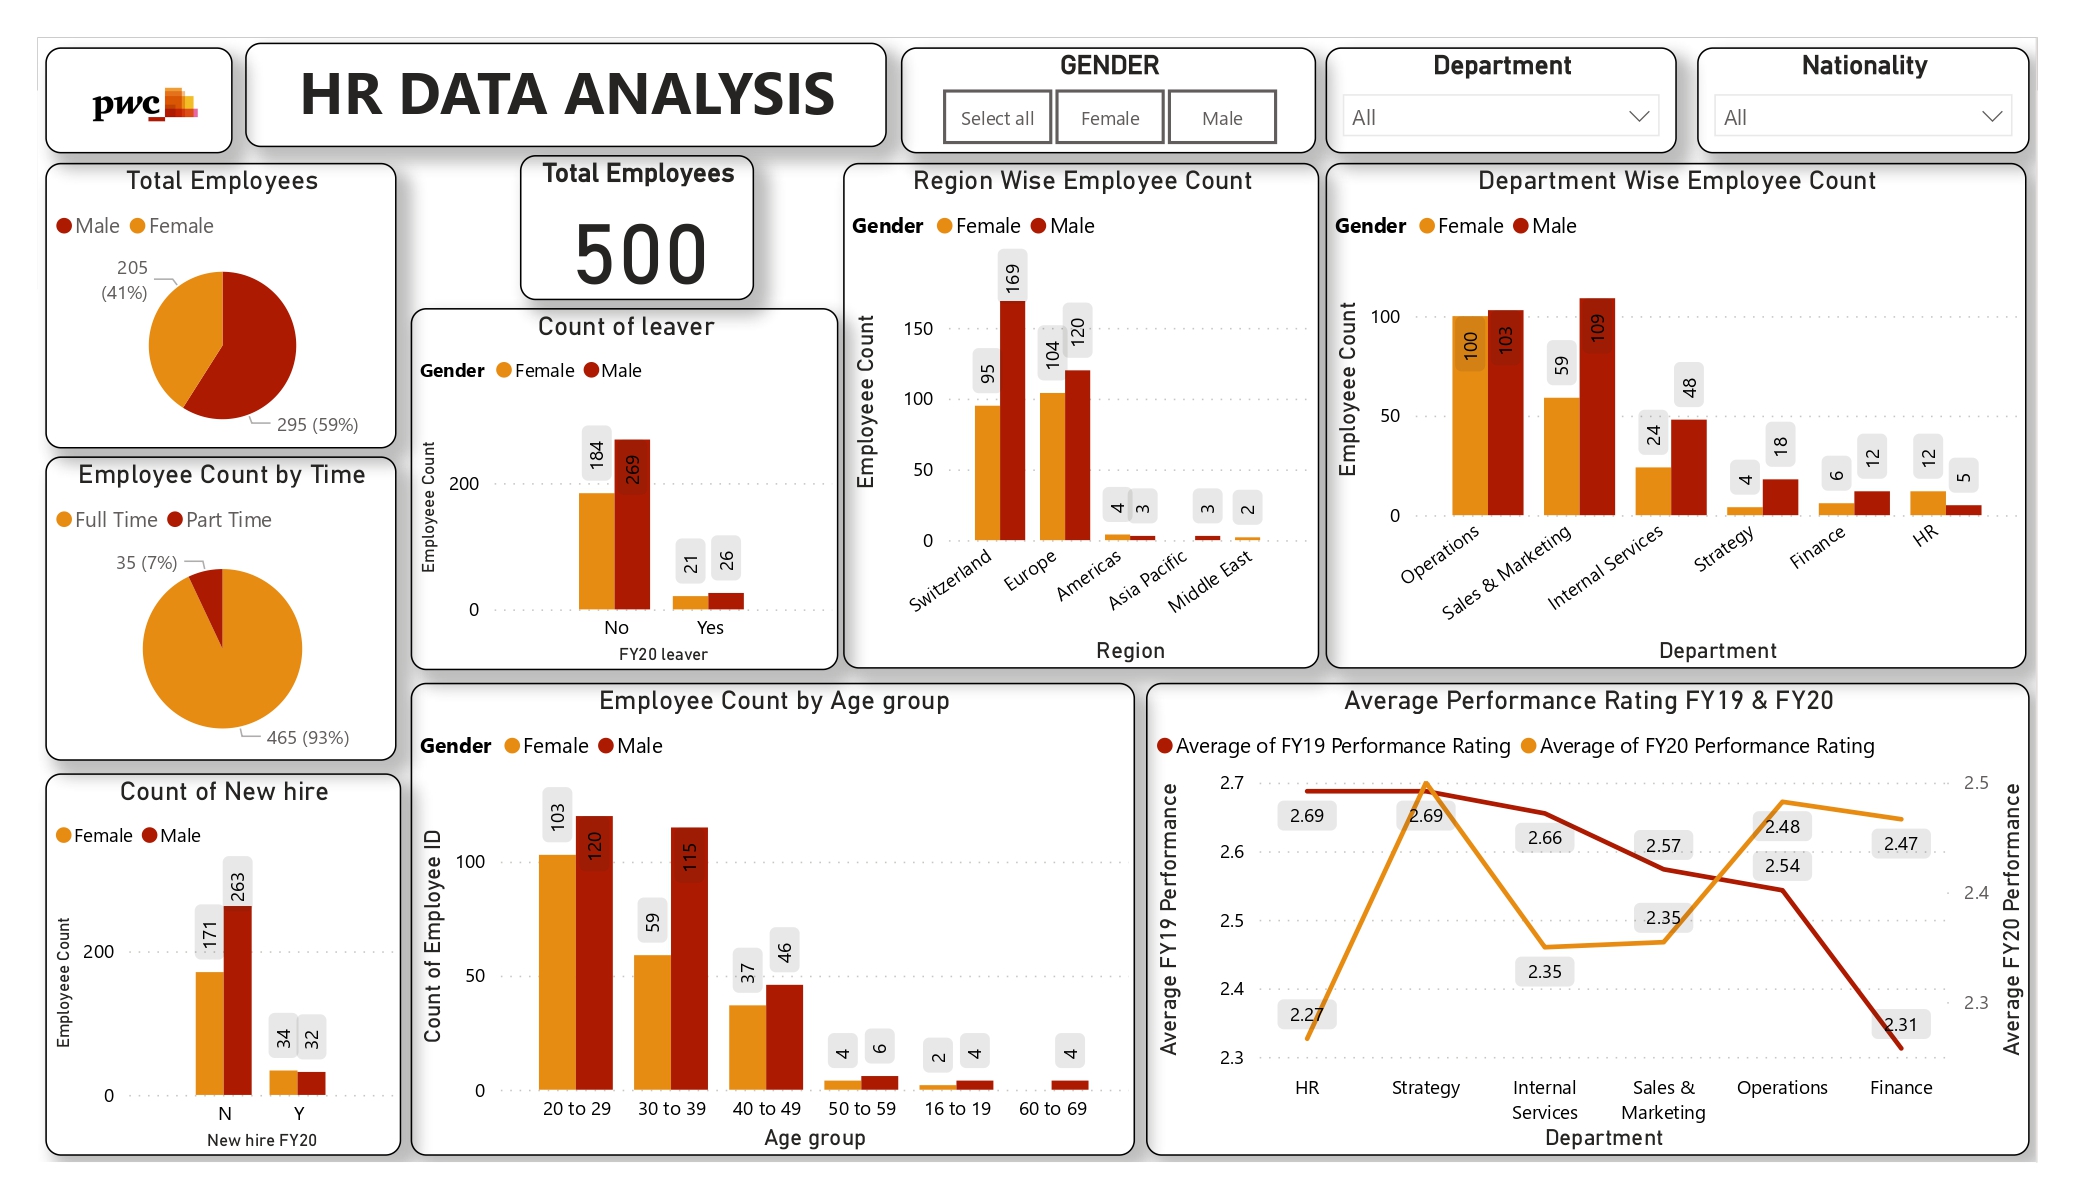 pwc
HR DATA ANALYSIS
GENDER
Select all
Female
Male
Department
All
Nationality
All
Total Employees
Male
Female
205
(41%)
295 (59%)
Total Employees
500
Employee Count by Time
Full Time
Part Time
35 (7%)
465 (93%)
Count of New hire
Female
Male
Employeee Count
200
0
171
263
34
32
N
Y
New hire FY20
Count of leaver
Gender
Female
Male
Employeee Count
200
0
184
269
21
26
No
Yes
FY20 leaver
Region Wise Employee Count
Gender
Female
Male
Employeee Count
150
100
50
0
95
169
104
120
4
3
3
2
Switzerland
Europe
Americas
Asia Pacific
Middle East
Region
Department Wise Employee Count
Gender
Female
Male
Employeee Count
100
50
0
100
103
59
109
24
48
4
18
6
12
12
5
Operations
Sales & Marketing
Internal Services
Strategy
Finance
HR
Department
Employee Count by Age group
Gender
Female
Male
Count of Employee ID
100
50
0
103
120
59
115
37
46
4
6
2
4
4
20 to 29
30 to 39
40 to 49
50 to 59
16 to 19
60 to 69
Age group
Average Performance Rating FY19 & FY20
Average of FY19 Performance Rating
Average of FY20 Performance Rating
Average FY19 Performance
2.7
2.6
2.5
2.4
2.3
2.69
2.69
2.66
2.57
2.48
2.54
2.47
2.35
2.35
2.27
2.31
2.5
2.4
2.3
Average FY20 Performance
HR
Strategy
Internal
Services
Sales &
Marketing
Operations
Finance
Department